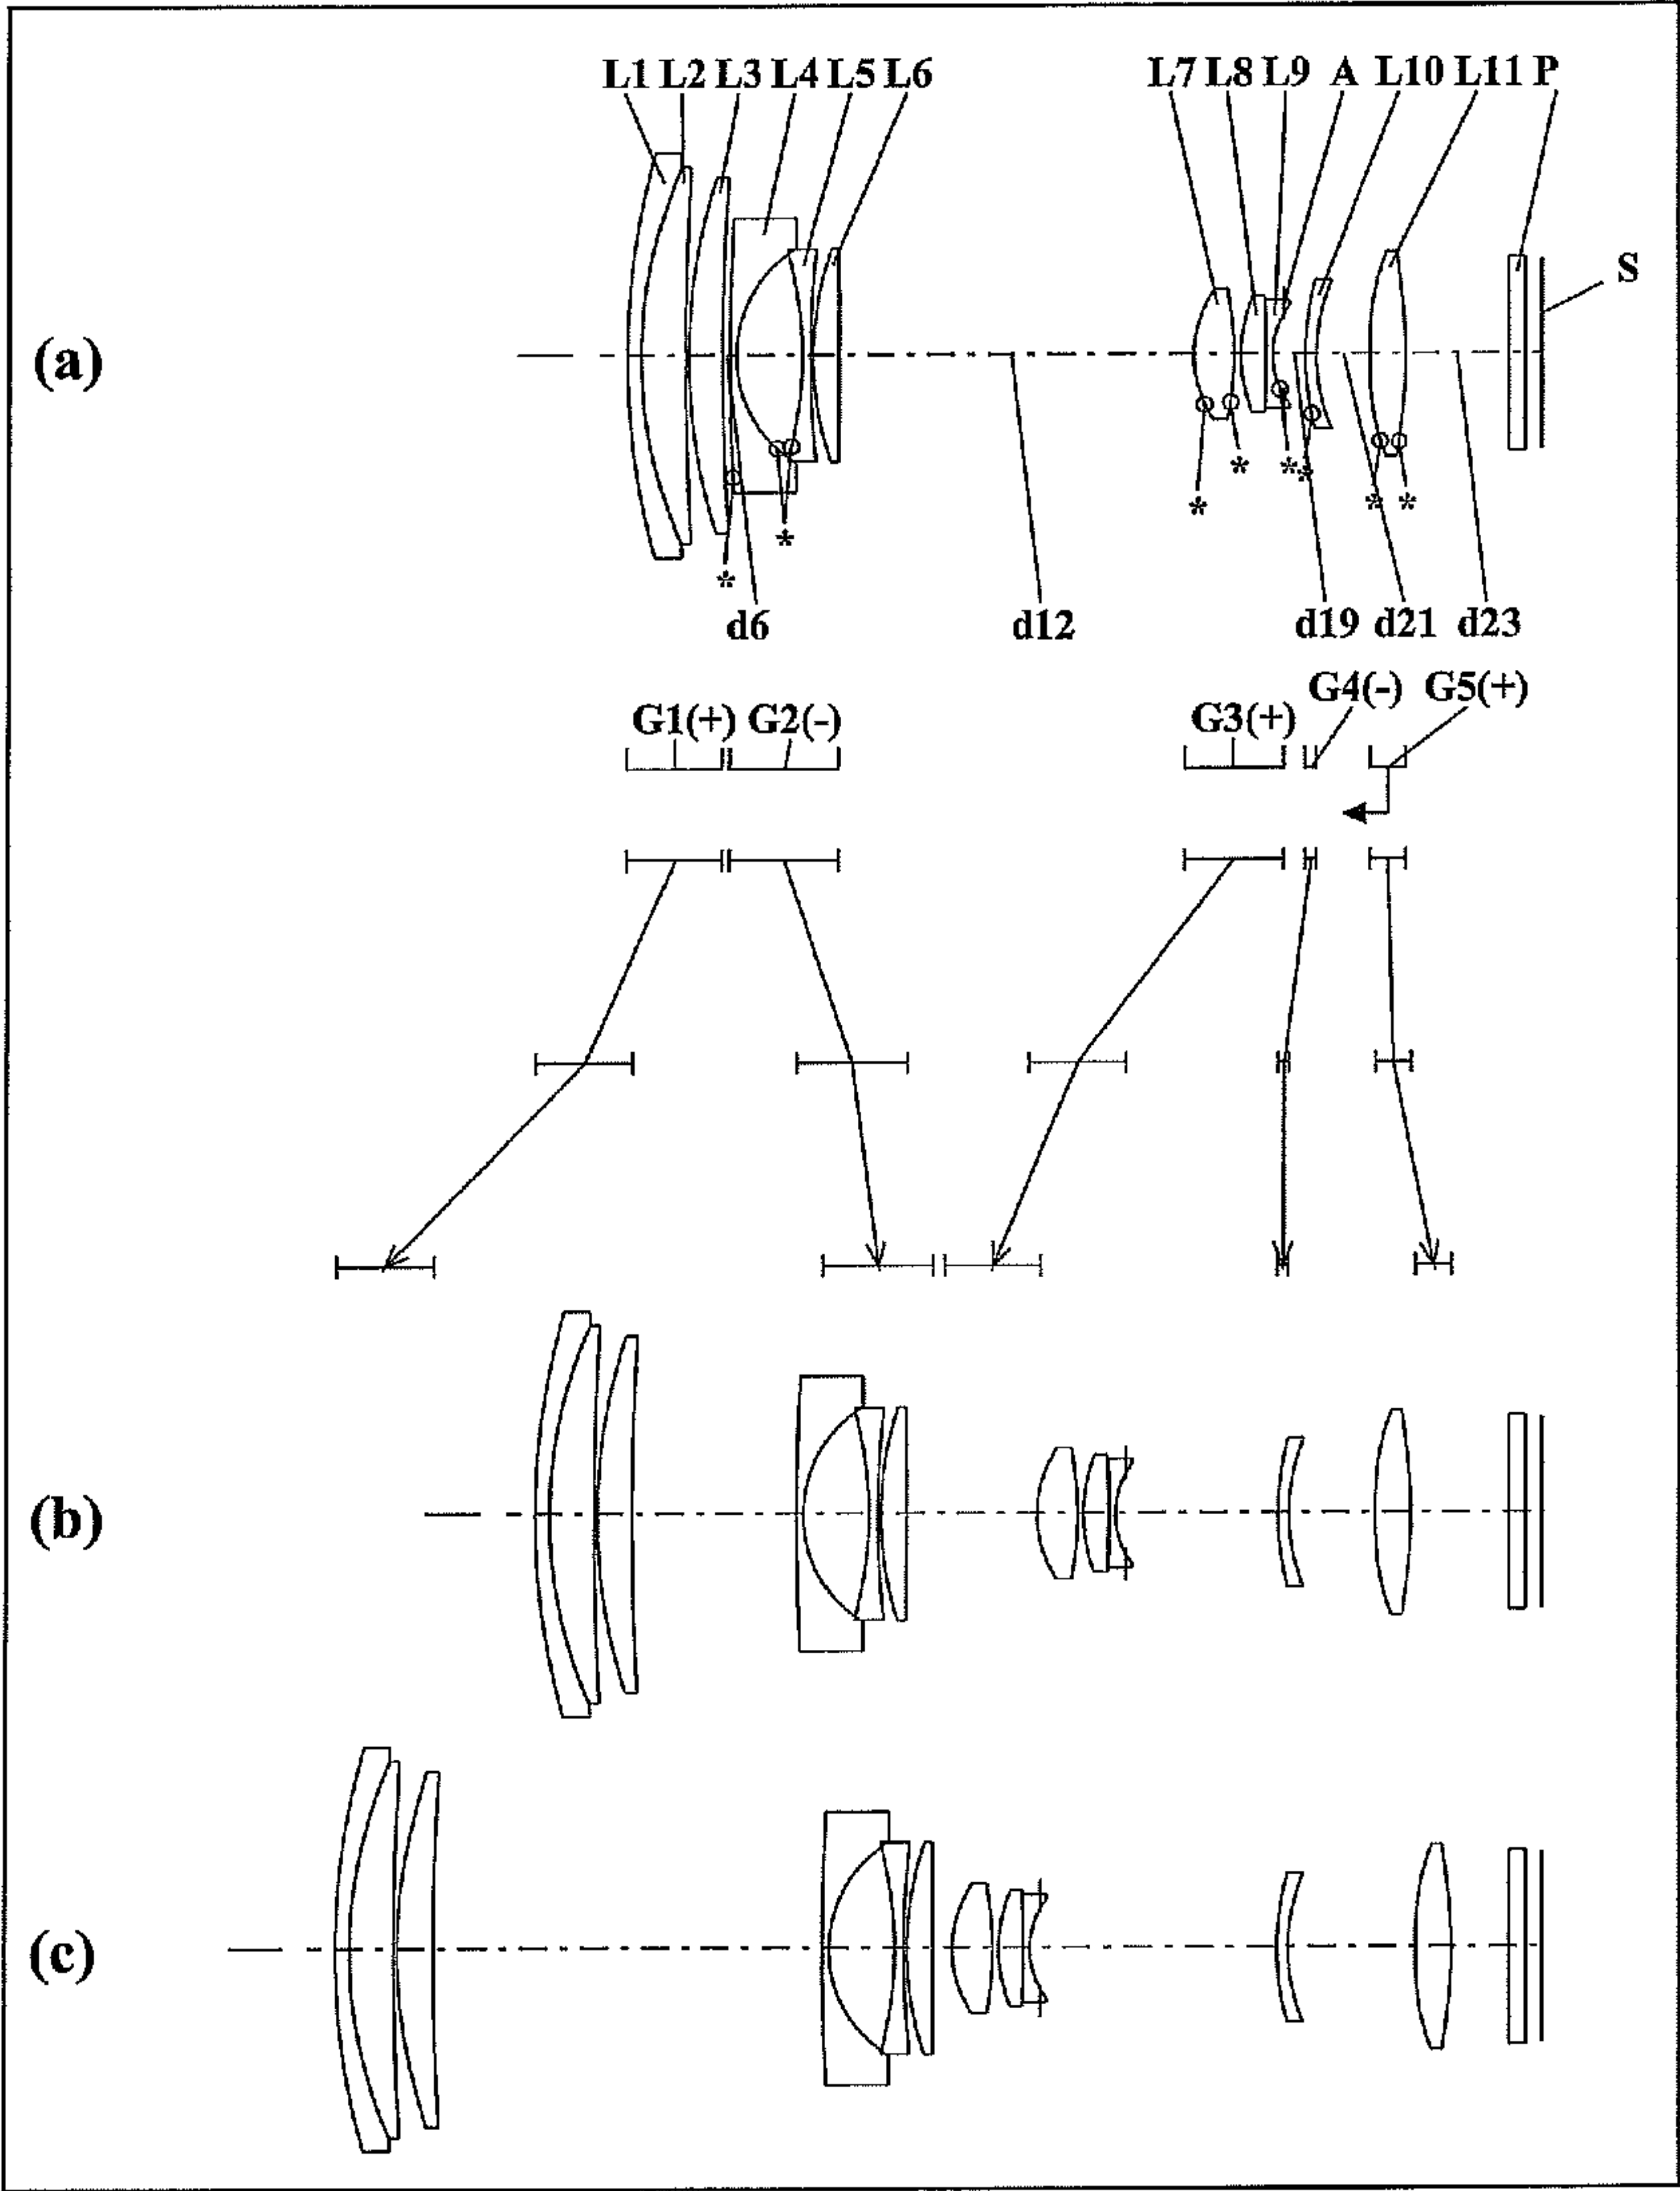 L1 L2 L3 L4 L5 L6 L7 L8 L9 A L10 L11 P
S
(a)
* * * * * * * *
d6 d12 d19 d21 d23
G1(+) G2(-) G3(+) G4(-) G5(+)
(b)
(c)